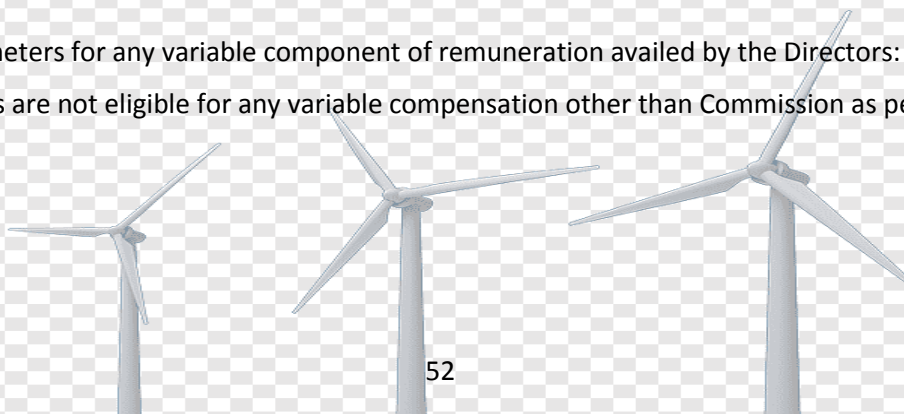 eters for any variable component of remuneration availed by the Directors:
s are not eligible for any variable compensation other than Commission as pe
52